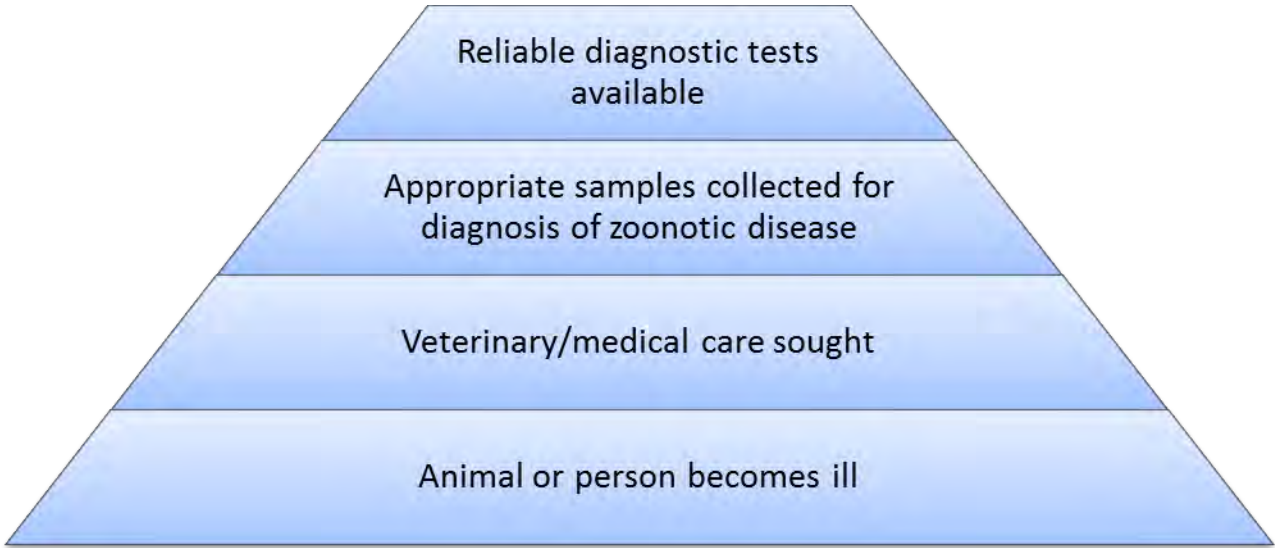 Reliable diagnostic tests
available
Appropriate samples collected for
diagnosis of zoonotic disease
Veterinary/medical care sought
Animal or person becomes ill